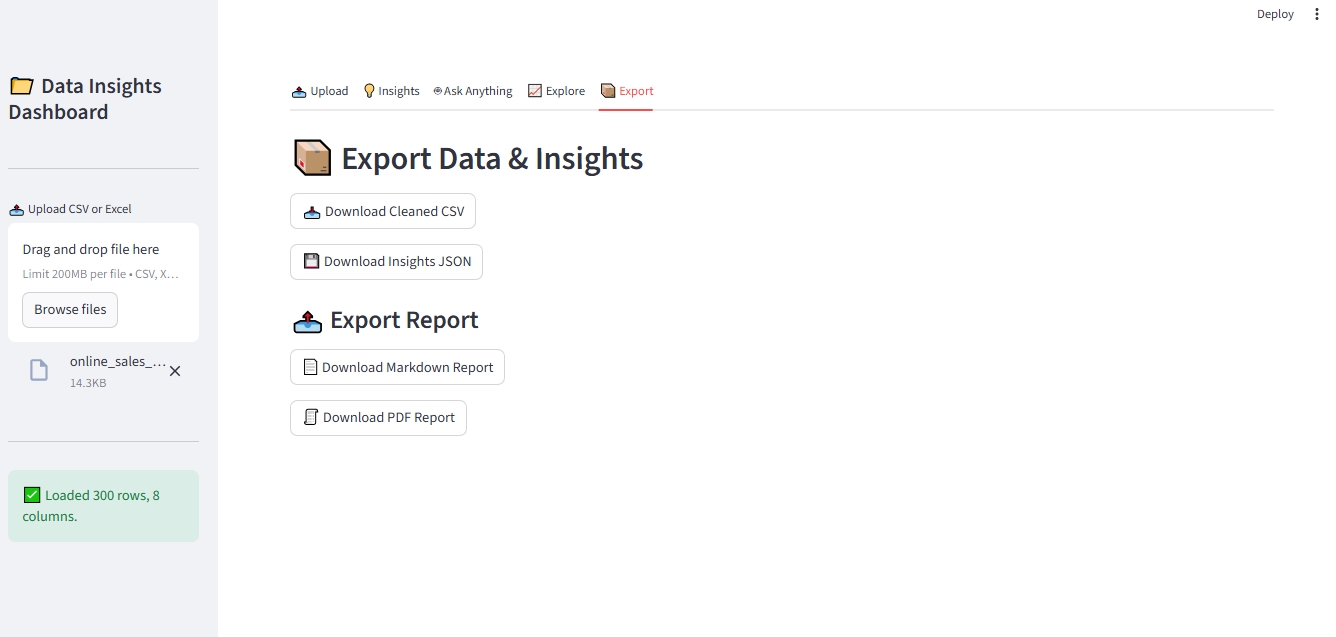 Deploy
Data Insights
Dashboard
Upload CSV or Excel
Drag and drop file here
Limit 200MB per file • CSV, X…
Browse files
online_sales_…
14.3KB
Loaded 300 rows, 8
columns.
Upload Insights Ask Anything Explore Export
Export Data & Insights
Download Cleaned CSV
Download Insights JSON
Export Report
Download Markdown Report
Download PDF Report